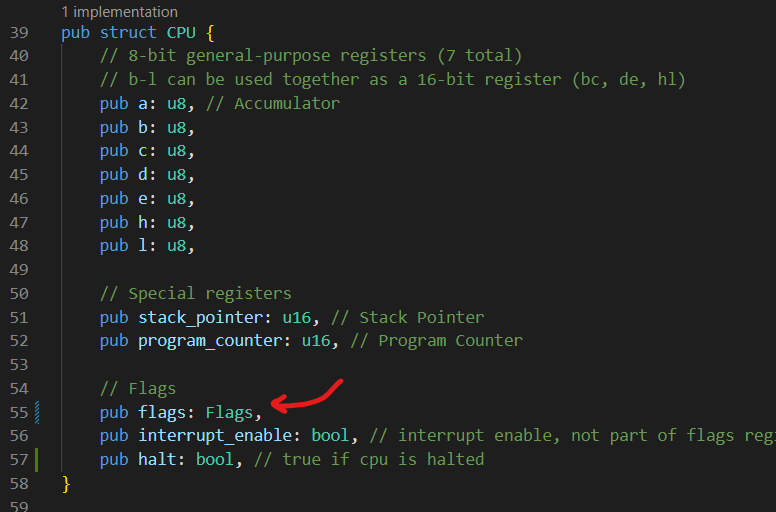 1 implementation
39 pub struct CPU {
40 // 8-bit general-purpose registers (7 total)
41 // b-l can be used together as a 16-bit register (bc, de, hl)
42 pub a: u8, // Accumulator
43 pub b: u8,
44 pub c: u8,
45 pub d: u8,
46 pub e: u8,
47 pub h: u8,
48 pub l: u8,
49
50 // Special registers
51 pub stack_pointer: u16, // Stack Pointer
52 pub program_counter: u16, // Program Counter
53
54 // Flags
55 pub flags: Flags,
56 pub interrupt_enable: bool, // interrupt enable, not part of flags regi
57 pub halt: bool, // true if cpu is halted
58 }
59